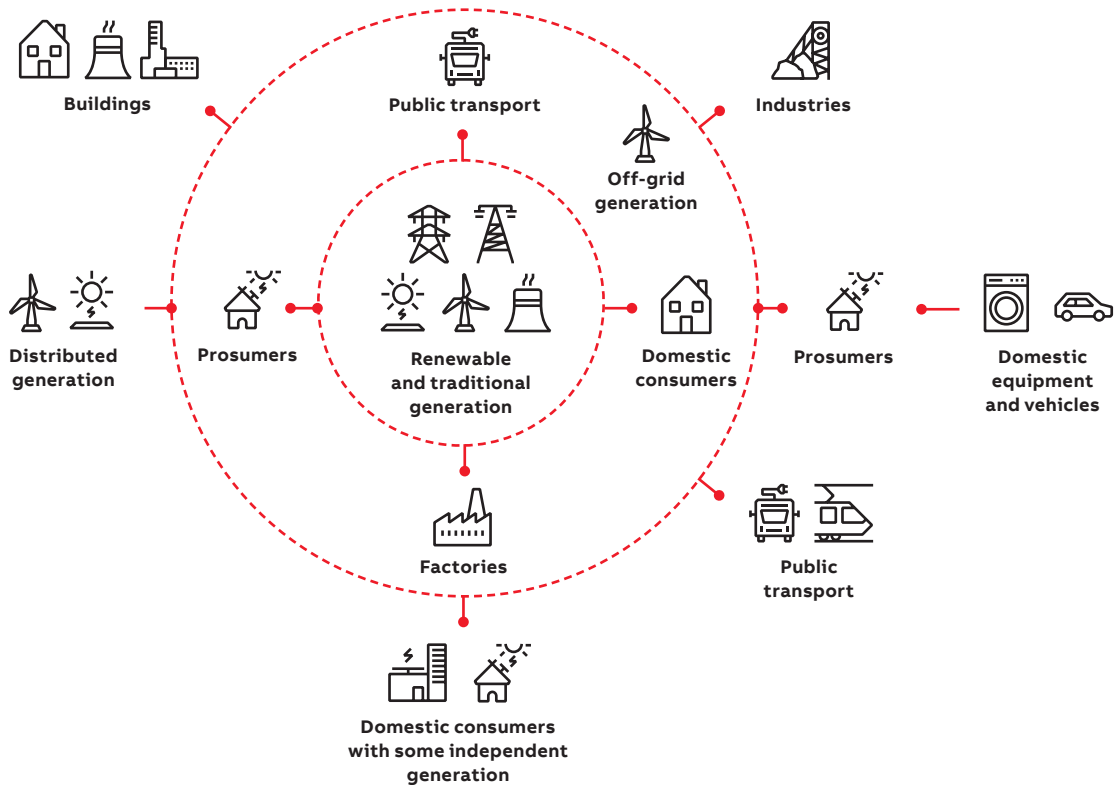 Buildings
Public transport
Industries
Off-grid
generation
Distributed
generation
Prosumers
Renewable
and traditional
generation
Domestic
consumers
Prosumers
Domestic
equipment
and vehicles
Factories
Public
transport
Domestic consumers
with some independent
generation